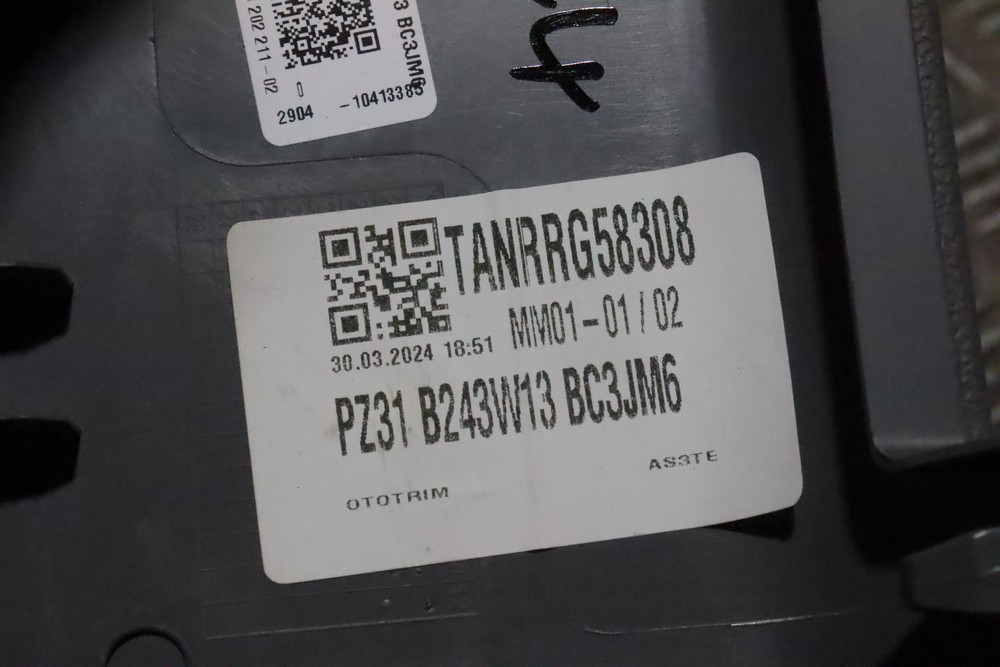 202 211-02
3 BC3JM6
0
2904 -10413385
TANRRG58308
MM01-01/02
30.03.2024 18:51
PZ31 B243W13 BC3JM6
AS3TE
OTOTRIM